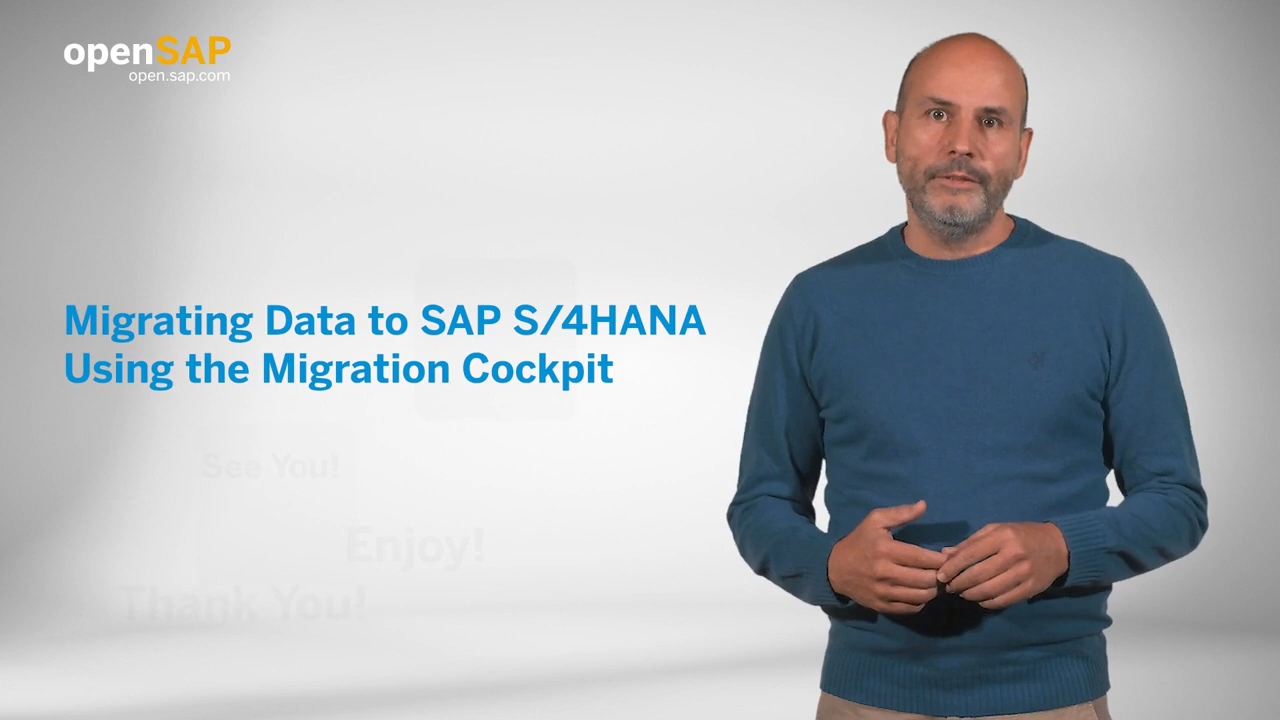 openSAP
open.sap.com
Migrating Data to SAP S/4HANA
Using the Migration Cockpit
See You!
Enjoy!
Thank You!